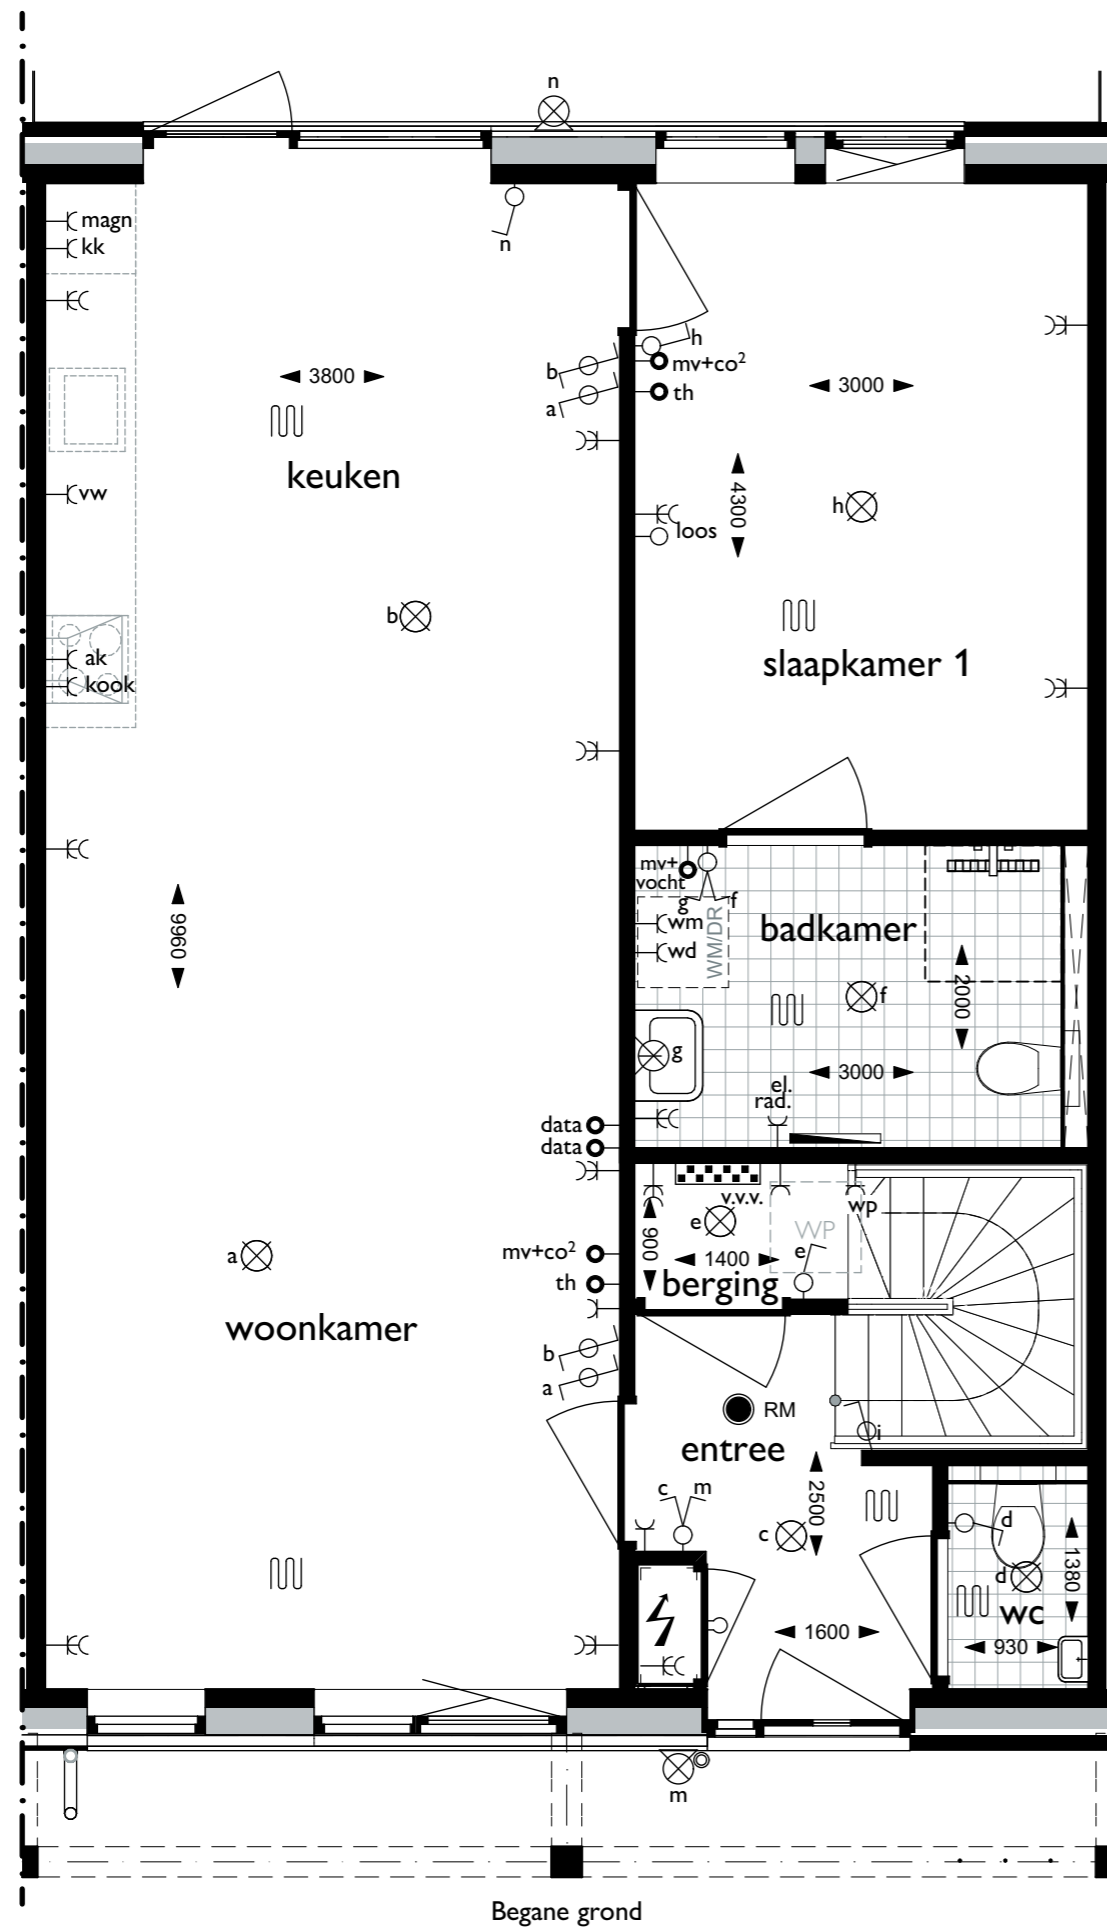 n
magn
kk
n
h
mv+co²
th
b
a
3800
3000
keuken
vw
4300
h
loos
b
ak
kook
slaapkamer 1
mv+
vocht
g
f
wm
wd
WM/DR
badkamer
9960
2000
f
g
3000
el.
rad.
data
data
v.v.v.
wp
WP
e
e
900
1400
berging
mv+co²
th
a
woonkamer
b
a
RM
i
entree
c
m
2500
c
d
d
1380
wc
930
1600
m
Begane grond